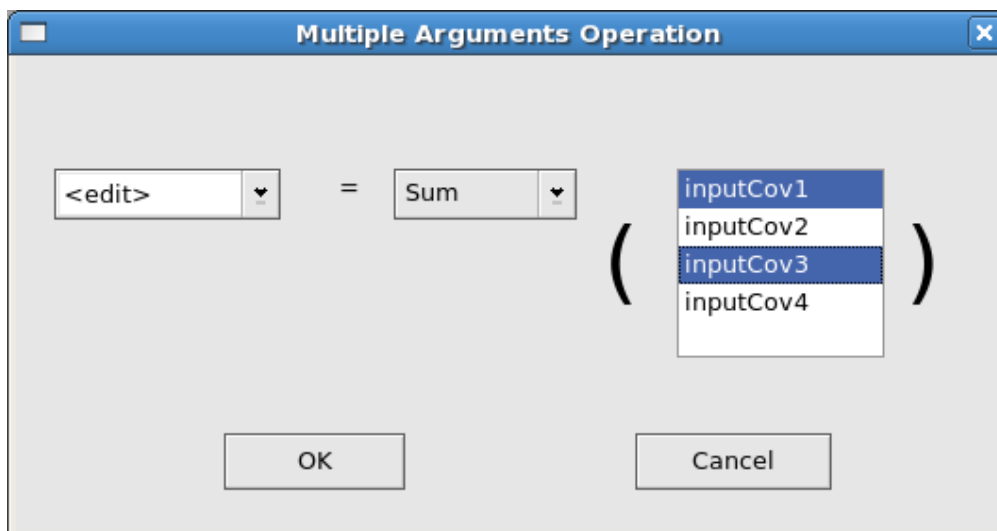 Multiple Arguments Operation
<edit> = Sum ( inputCov1
inputCov2
inputCov3
inputCov4 )
OK Cancel